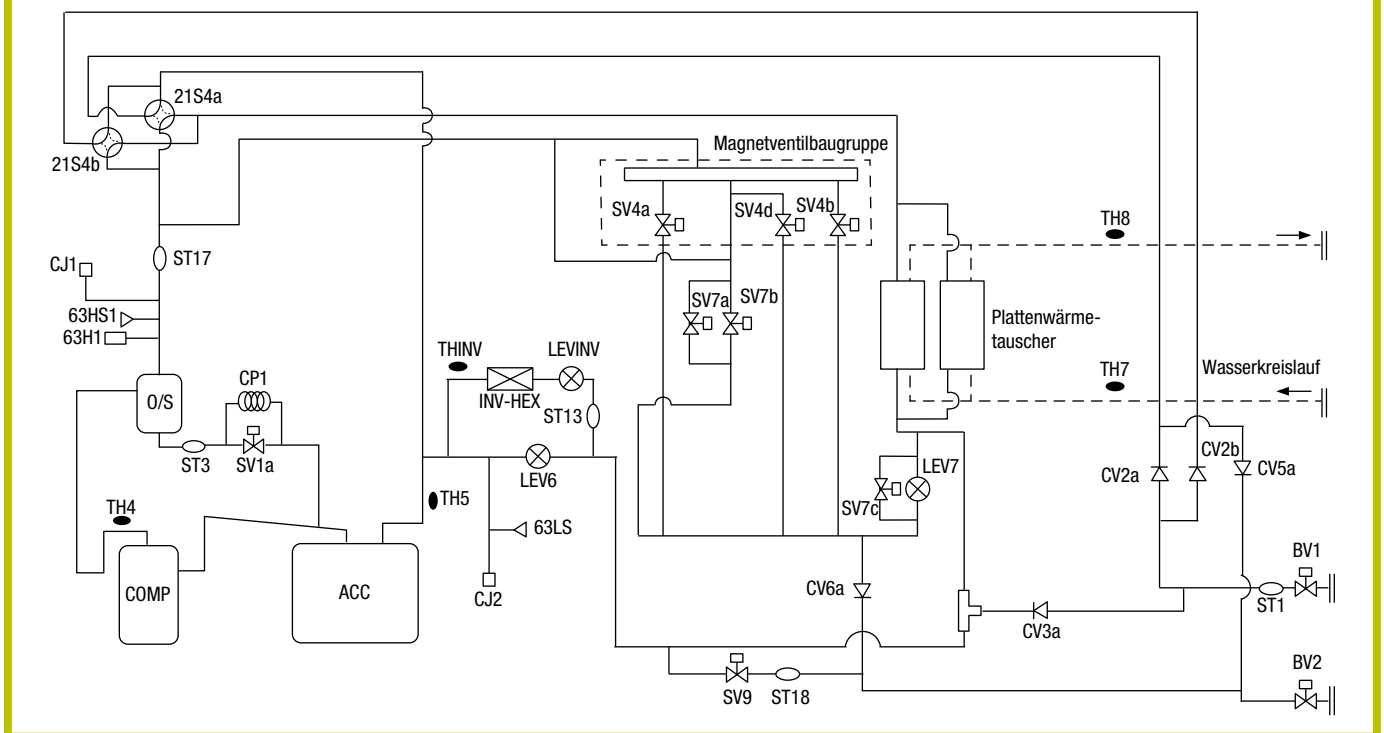 21S4a
Magnetventilbaugruppe
21S4b
SV4a
SV4d
SV4b
TH8
ST17
CJ1
63HS1
63H1
SV7a
SV7b
Plattenwärme-
tauscher
THINV
LEVINV
TH7
Wasserkreislauf
CP1
O/S
INV-HEX
ST13
ST3
SV1a
LEV6
LEV7
CV2a
CV2b
CV5a
TH4
TH5
SV7c
63LS
BV1
COMP
ACC
CJ2
CV6a
ST1
CV3a
BV2
SV9
ST18